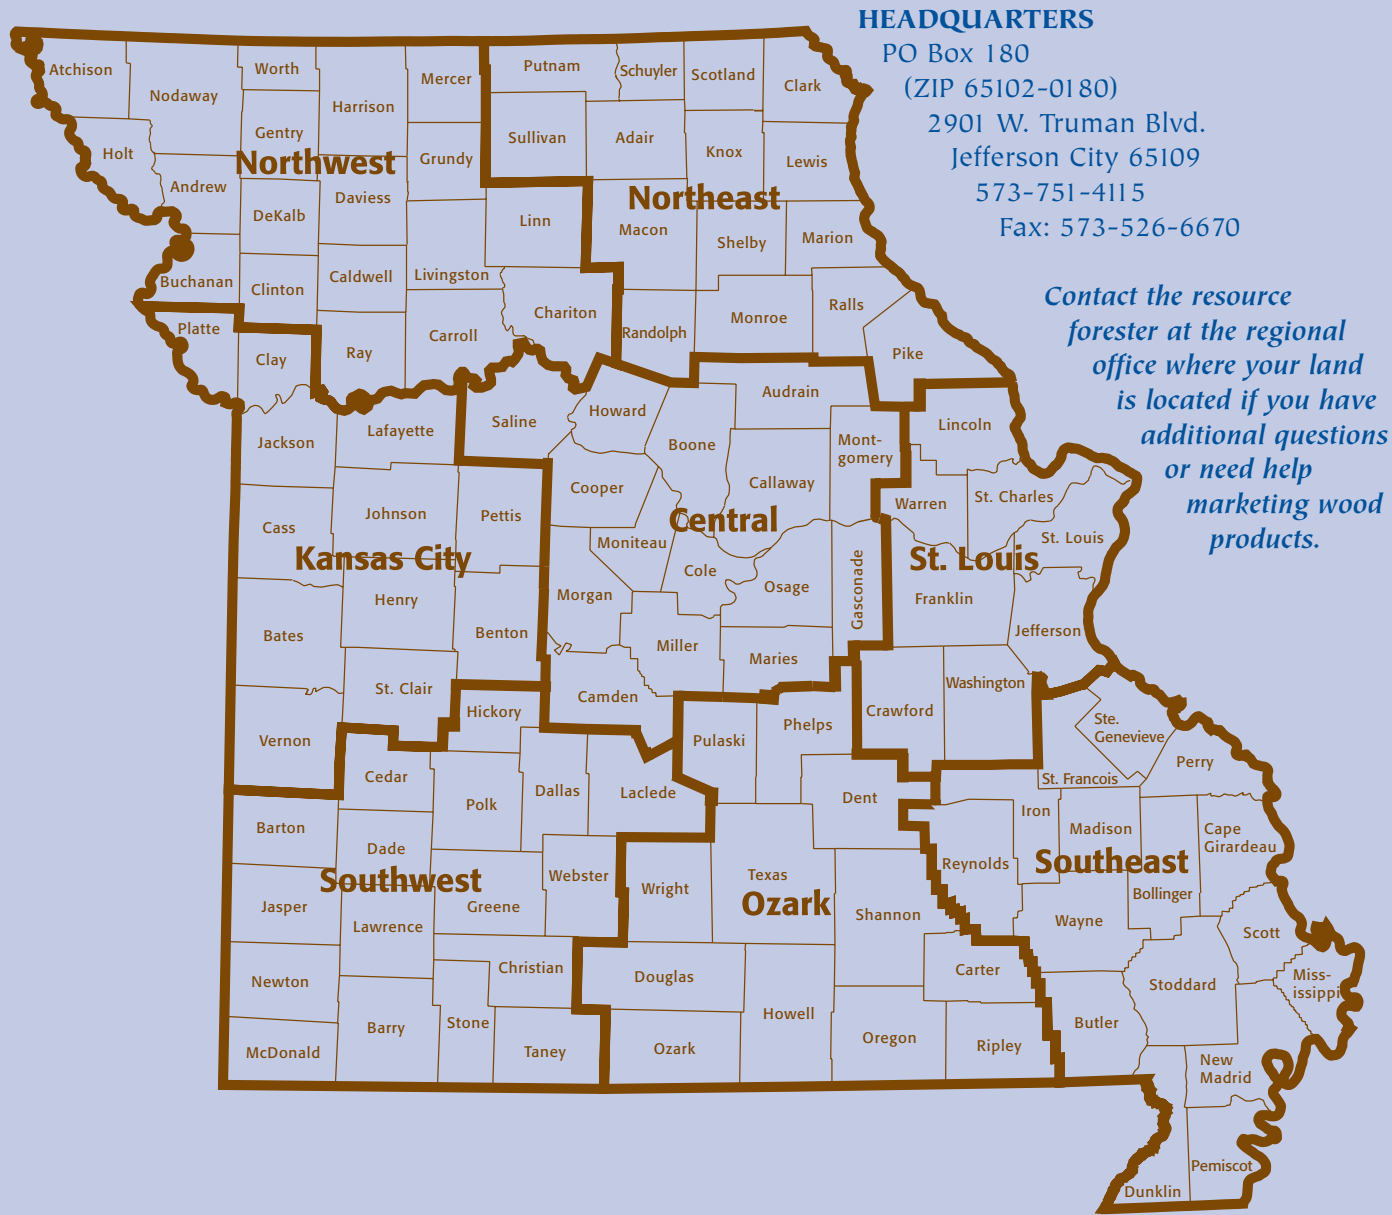 HEADQUARTERS
PO Box 180
(ZIP 65102-0180)
2901 W. Truman Blvd.
Jefferson City 65109
573-751-4115
Fax: 573-526-6670
Contact the resource
forester at the regional
office where your land
is located if you have
additional questions
or need help
marketing wood
products.
Northwest
Atchison
Nodaway
Worth
Harrison
Mercer
Gentry
Holt
Andrew
Grundy
DeKalb
Daviess
Linn
Buchanan
Clinton
Caldwell
Livingston
Chariton
Carroll
Ray
Northeast
Putnam
Schuyler
Scotland
Clark
Sullivan
Adair
Knox
Lewis
Macon
Shelby
Marion
Randolph
Monroe
Ralls
Pike
Kansas City
Platte
Clay
Jackson
Lafayette
Cass
Johnson
Pettis
Henry
Bates
Benton
St. Clair
Vernon
Central
Saline
Howard
Boone
Audrain
Mont-
gomery
Cooper
Callaway
Moniteau
Cole
Osage
Gasconade
Morgan
Miller
Maries
Camden
St. Louis
Lincoln
Warren
St. Charles
St. Louis
Franklin
Jefferson
Crawford
Washington
Southwest
Hickory
Cedar
Polk
Dallas
Laclede
Barton
Dade
Webster
Jasper
Greene
Lawrence
Newton
Christian
Barry
Stone
McDonald
Taney
Ozark
Pulaski
Phelps
Dent
Wright
Texas
Shannon
Douglas
Carter
Howell
Oregon
Ozark
Ripley
Southeast
Ste.
Genevieve
Perry
St. Francois
Iron
Madison
Cape
Girardeau
Reynolds
Bollinger
Wayne
Scott
Stoddard
Miss-
issippi
Butler
New
Madrid
Pemiscot
Dunklin